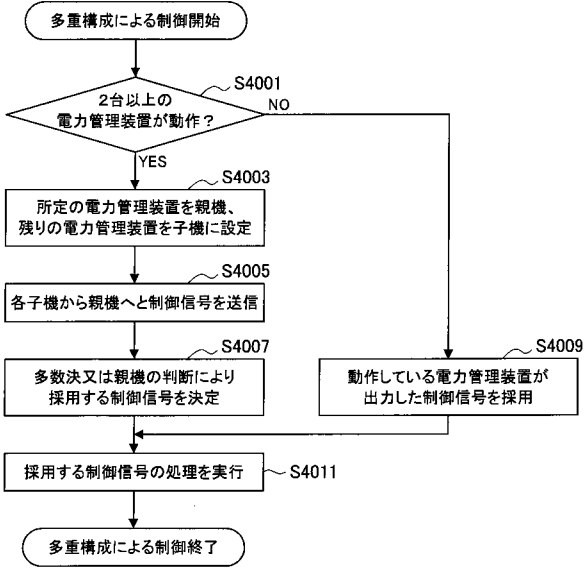 多重構成による制御開始
S4001
2台以上の
電力管理装置が動作？
NO
YES
S4003
所定の電力管理装置を親機、
残りの電力管理装置を子機に設定
S4005
各子機から親機へと制御信号を送信
S4007
多数決又は親機の判断により
採用する制御信号を決定
S4009
動作している電力管理装置が
出力した制御信号を採用
採用する制御信号の処理を実行
S4011
多重構成による制御終了